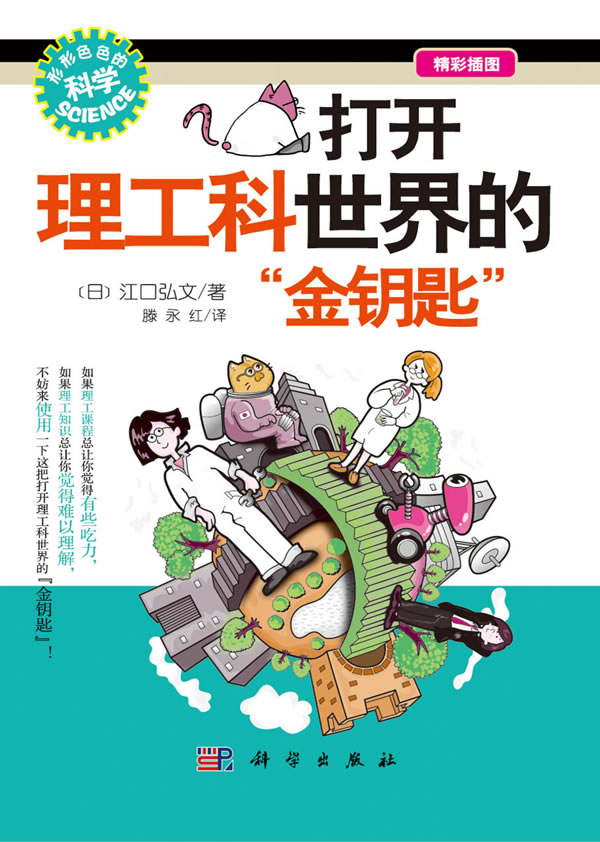 形形色色的
科学
SCIENCE
精彩插图
打开
理工科世界的
“金钥匙”
〔日〕江口弘文/著
滕永红/译
如果理工课程总让你觉得有些吃力，
如果理工知识总让你觉得难以理解，
不妨来使用一下这把打开理工科世界的『金钥匙』！
SP
科学出版社